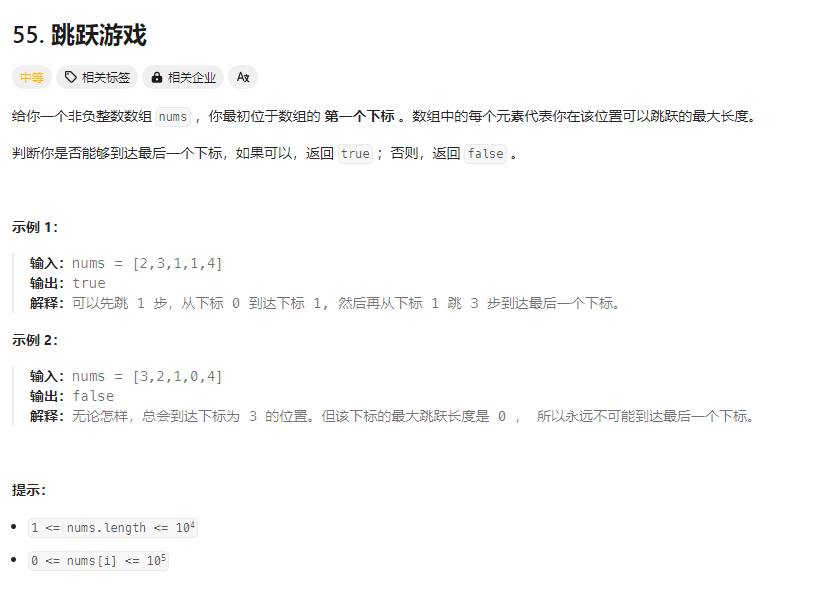 55. 跳跃游戏
中等 相关标签 相关企业 Aʐ
给你一个非负整数数组 nums ，你最初位于数组的 第一个下标 。数组中的每个元素代表你在该位置可以跳跃的最大长度。
判断你是否能够到达最后一个下标，如果可以，返回 true ；否则，返回 false 。
示例 1：
输入：nums = [2,3,1,1,4]
输出：true
解释：可以先跳 1 步，从下标 0 到达下标 1, 然后再从下标 1 跳 3 步到达最后一个下标。
示例 2：
输入：nums = [3,2,1,0,4]
输出：false
解释：无论怎样，总会到达下标为 3 的位置。但该下标的最大跳跃长度是 0 ， 所以永远不可能到达最后一个下标。
提示：
1 <= nums.length <= 10⁴
0 <= nums[i] <= 10⁵